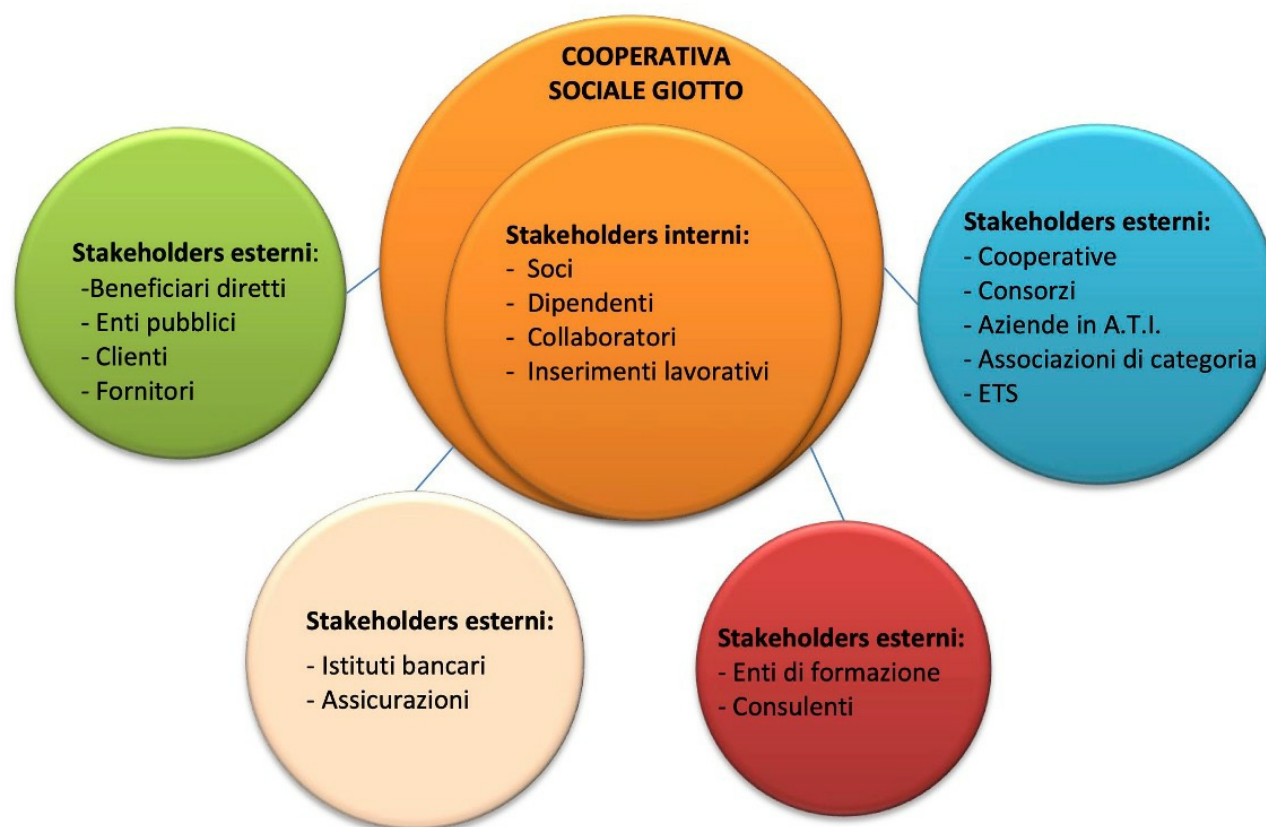 COOPERATIVA
SOCIALE GIOTTO
Stakeholders interni:
- Soci
- Dipendenti
- Collaboratori
- Inserimenti lavorativi
Stakeholders esterni:
-Beneficiari diretti
- Enti pubblici
- Clienti
- Fornitori
Stakeholders esterni:
- Cooperative
- Consorzi
- Aziende in A.T.I.
- Associazioni di categoria
- ETS
Stakeholders esterni:
- Istituti bancari
- Assicurazioni
Stakeholders esterni:
- Enti di formazione
- Consulenti